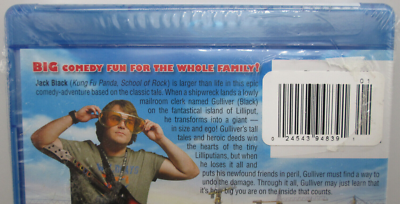 BIG COMEDY FUN FOR THE WHOLE FAMILY!
Jack Black (Kung Fu Panda, School of Rock) is larger than life in this epic
comedy-adventure based on the classic tale. When a shipwreck lands a lowly
mailroom clerk named Gulliver (Black)
on the fantastical island of Lilliput,
he transforms into a giant —
in size and ego! Gulliver's tall
tales and heroic deeds win
the hearts of the tiny
Lilliputians, but when
he loses it all and
puts his newfound friends in peril, Gulliver must find a way to
undo the damage. Through it all, Gulliver may just learn that
it's how big you are on the inside that counts.
01
0 24543 94839